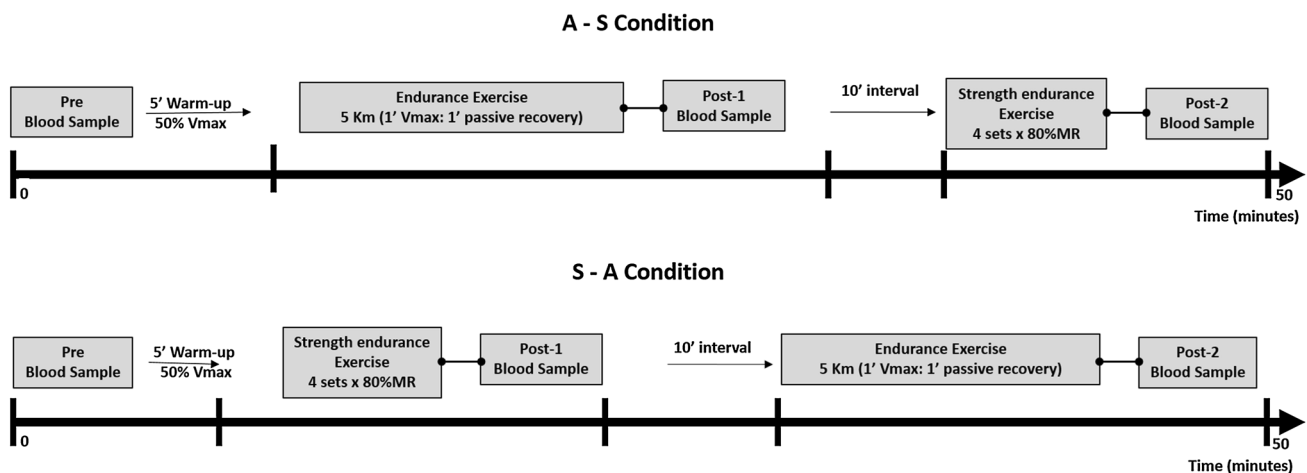 A - S Condition
Pre
Blood Sample
5’ Warm-up
50% Vmax
Endurance Exercise
5 Km (1’ Vmax: 1’ passive recovery)
Post-1
Blood Sample
10’ interval
Strength endurance
Exercise
4 sets x 80%MR
Post-2
Blood Sample
0
50
Time (minutes)
S - A Condition
Pre
Blood Sample
5’ Warm-up
50% Vmax
Strength endurance
Exercise
4 sets x 80%MR
Post-1
Blood Sample
10’ interval
Endurance Exercise
5 Km (1’ Vmax: 1’ passive recovery)
Post-2
Blood Sample
0
50
Time (minutes)